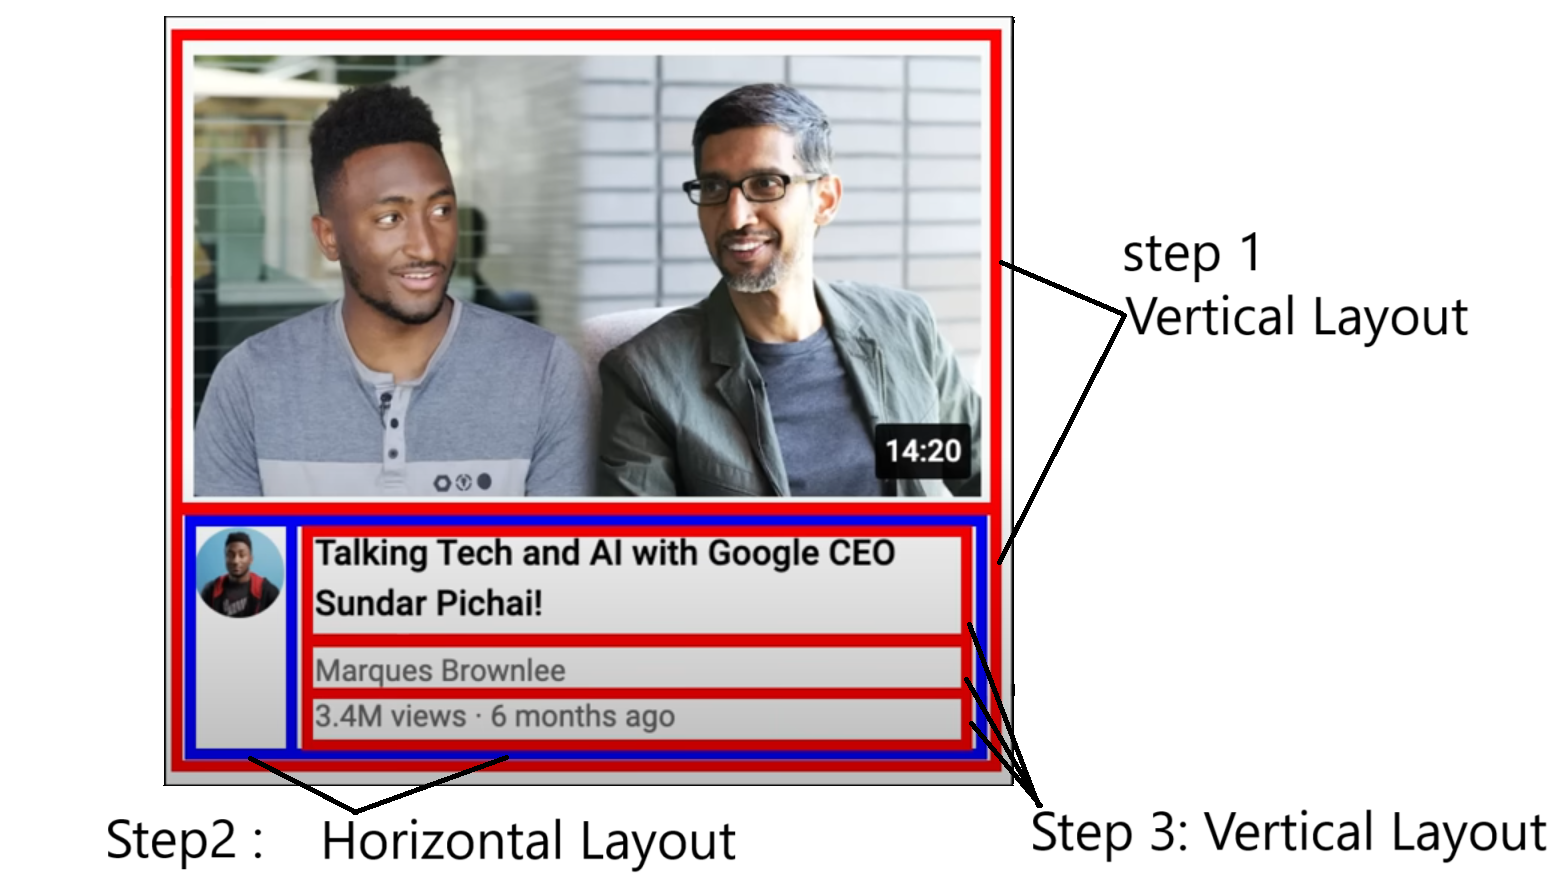 step 1
Vertical Layout
14:20
Talking Tech and AI with Google CEO
Sundar Pichai!
Marques Brownlee
3.4M views · 6 months ago
Step2 : Horizontal Layout
Step 3: Vertical Layout